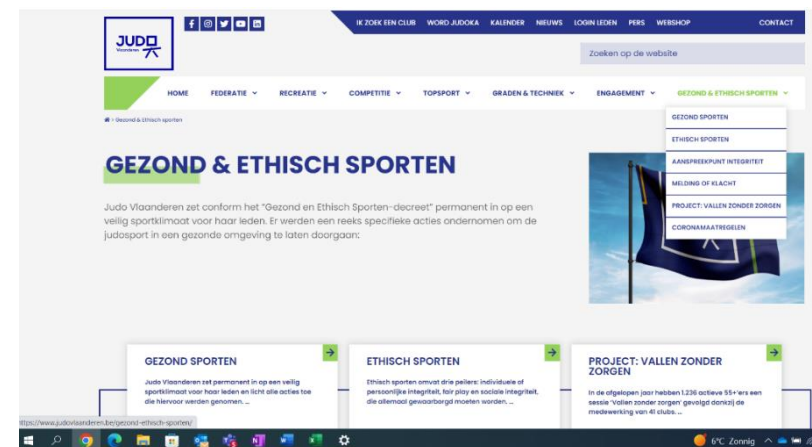 IK ZOEK EEN CLUB WORD JUDOKA KALENDER NIEUWS LOGIN LEDEN PERS WEBSHOP CONTACT
JUDO
Vlaanderen
Zoeken op de website
HOME FEDERATIE RECREATIE COMPETITIE TOPSPORT GRADEN & TECHNIEK ENGAGEMENT GEZOND & ETHISCH SPORTEN
> Gezond & Ethisch sporten
GEZOND SPORTEN
ETHISCH SPORTEN
AANSPREEKPUNT INTEGRITEIT
MELDING OF KLACHT
PROJECT: VALLEN ZONDER ZORGEN
CORONAMAATREGELEN
GEZOND & ETHISCH SPORTEN
Judo Vlaanderen zet conform het "Gezond en Ethisch Sporten-decreet" permanent in op een
veilig sportklimaat voor haar leden. Er werden een reeks specifieke acties ondernomen om de
judosport in een gezonde omgeving te laten doorgaan:
GEZOND SPORTEN
Judo Vlaanderen zet permanent in op een veilig
sportklimaat voor haar leden en licht alle acties toe
die hiervoor werden genomen. ...
ETHISCH SPORTEN
Ethisch sporten omvat drie peilers: individuele of
persoonlijke integriteit, fair play en sociale integriteit,
die allemaal gewaarborgd moeten worden. ...
PROJECT: VALLEN ZONDER
ZORGEN
In de afgelopen jaar hebben 1.236 actieve 55+'ers een
sessie 'Vallen zonder zorgen' gevolgd dankzij de
medewerking van 41 clubs. ...
https://www.judovlaanderen.be/gezond-ethisch-sporten/
6°C Zonnig